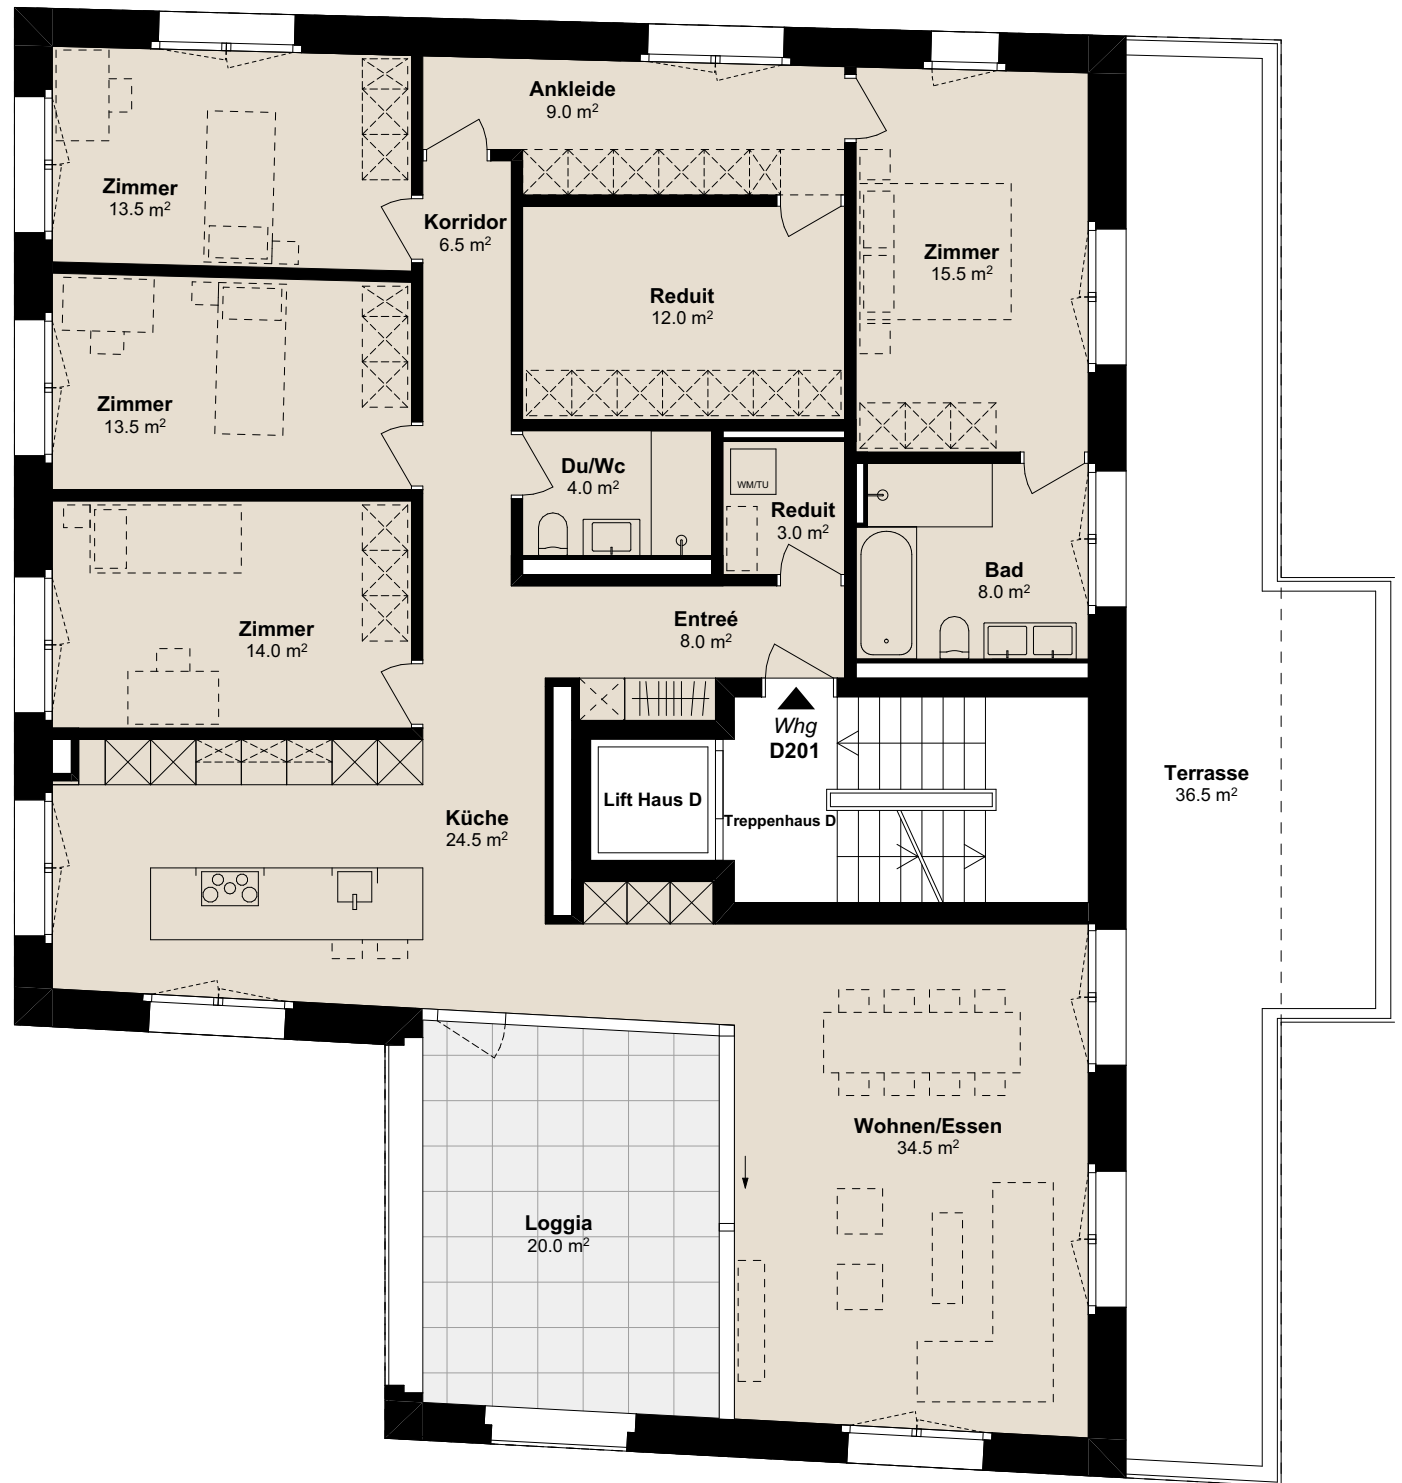 Ankleide
9.0 m²
Zimmer
13.5 m²
Korridor
6.5 m²
Zimmer
15.5 m²
Reduit
12.0 m²
Zimmer
13.5 m²
Du/Wc
4.0 m²
WM/TU
Reduit
3.0 m²
Bad
8.0 m²
Zimmer
14.0 m²
Entreé
8.0 m²
Whg
D201
Terrasse
36.5 m²
Lift Haus D
Treppenhaus D
Küche
24.5 m²
Wohnen/Essen
34.5 m²
Loggia
20.0 m²